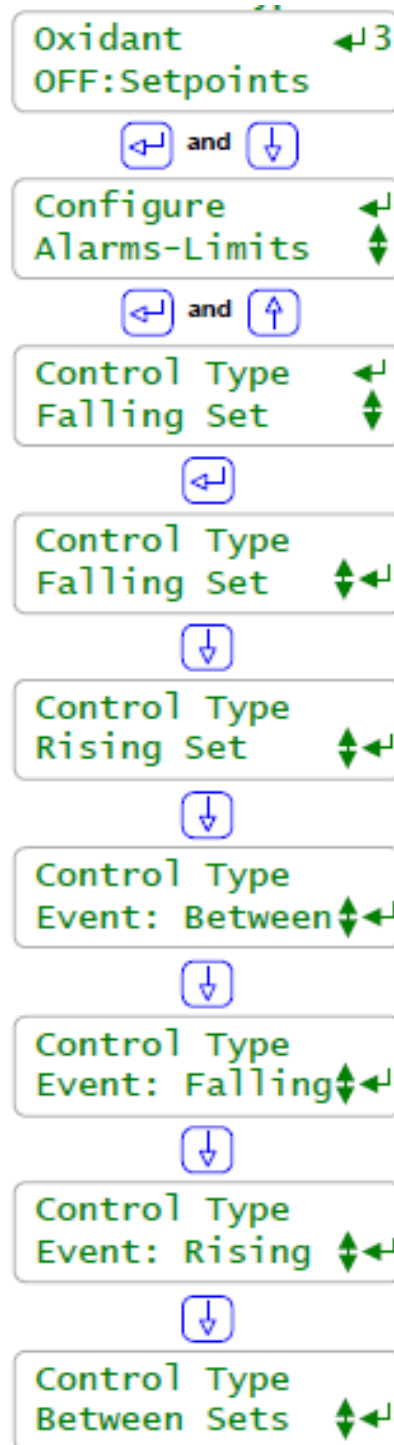 Oxidant ↵3
OFF:Setpoints
and
Configure
Alarms-Limits
and
Control Type
Falling Set
Control Type
Falling Set
Control Type
Rising Set
Control Type
Event: Between
Control Type
Event: Falling
Control Type
Event: Rising
Control Type
Between Sets